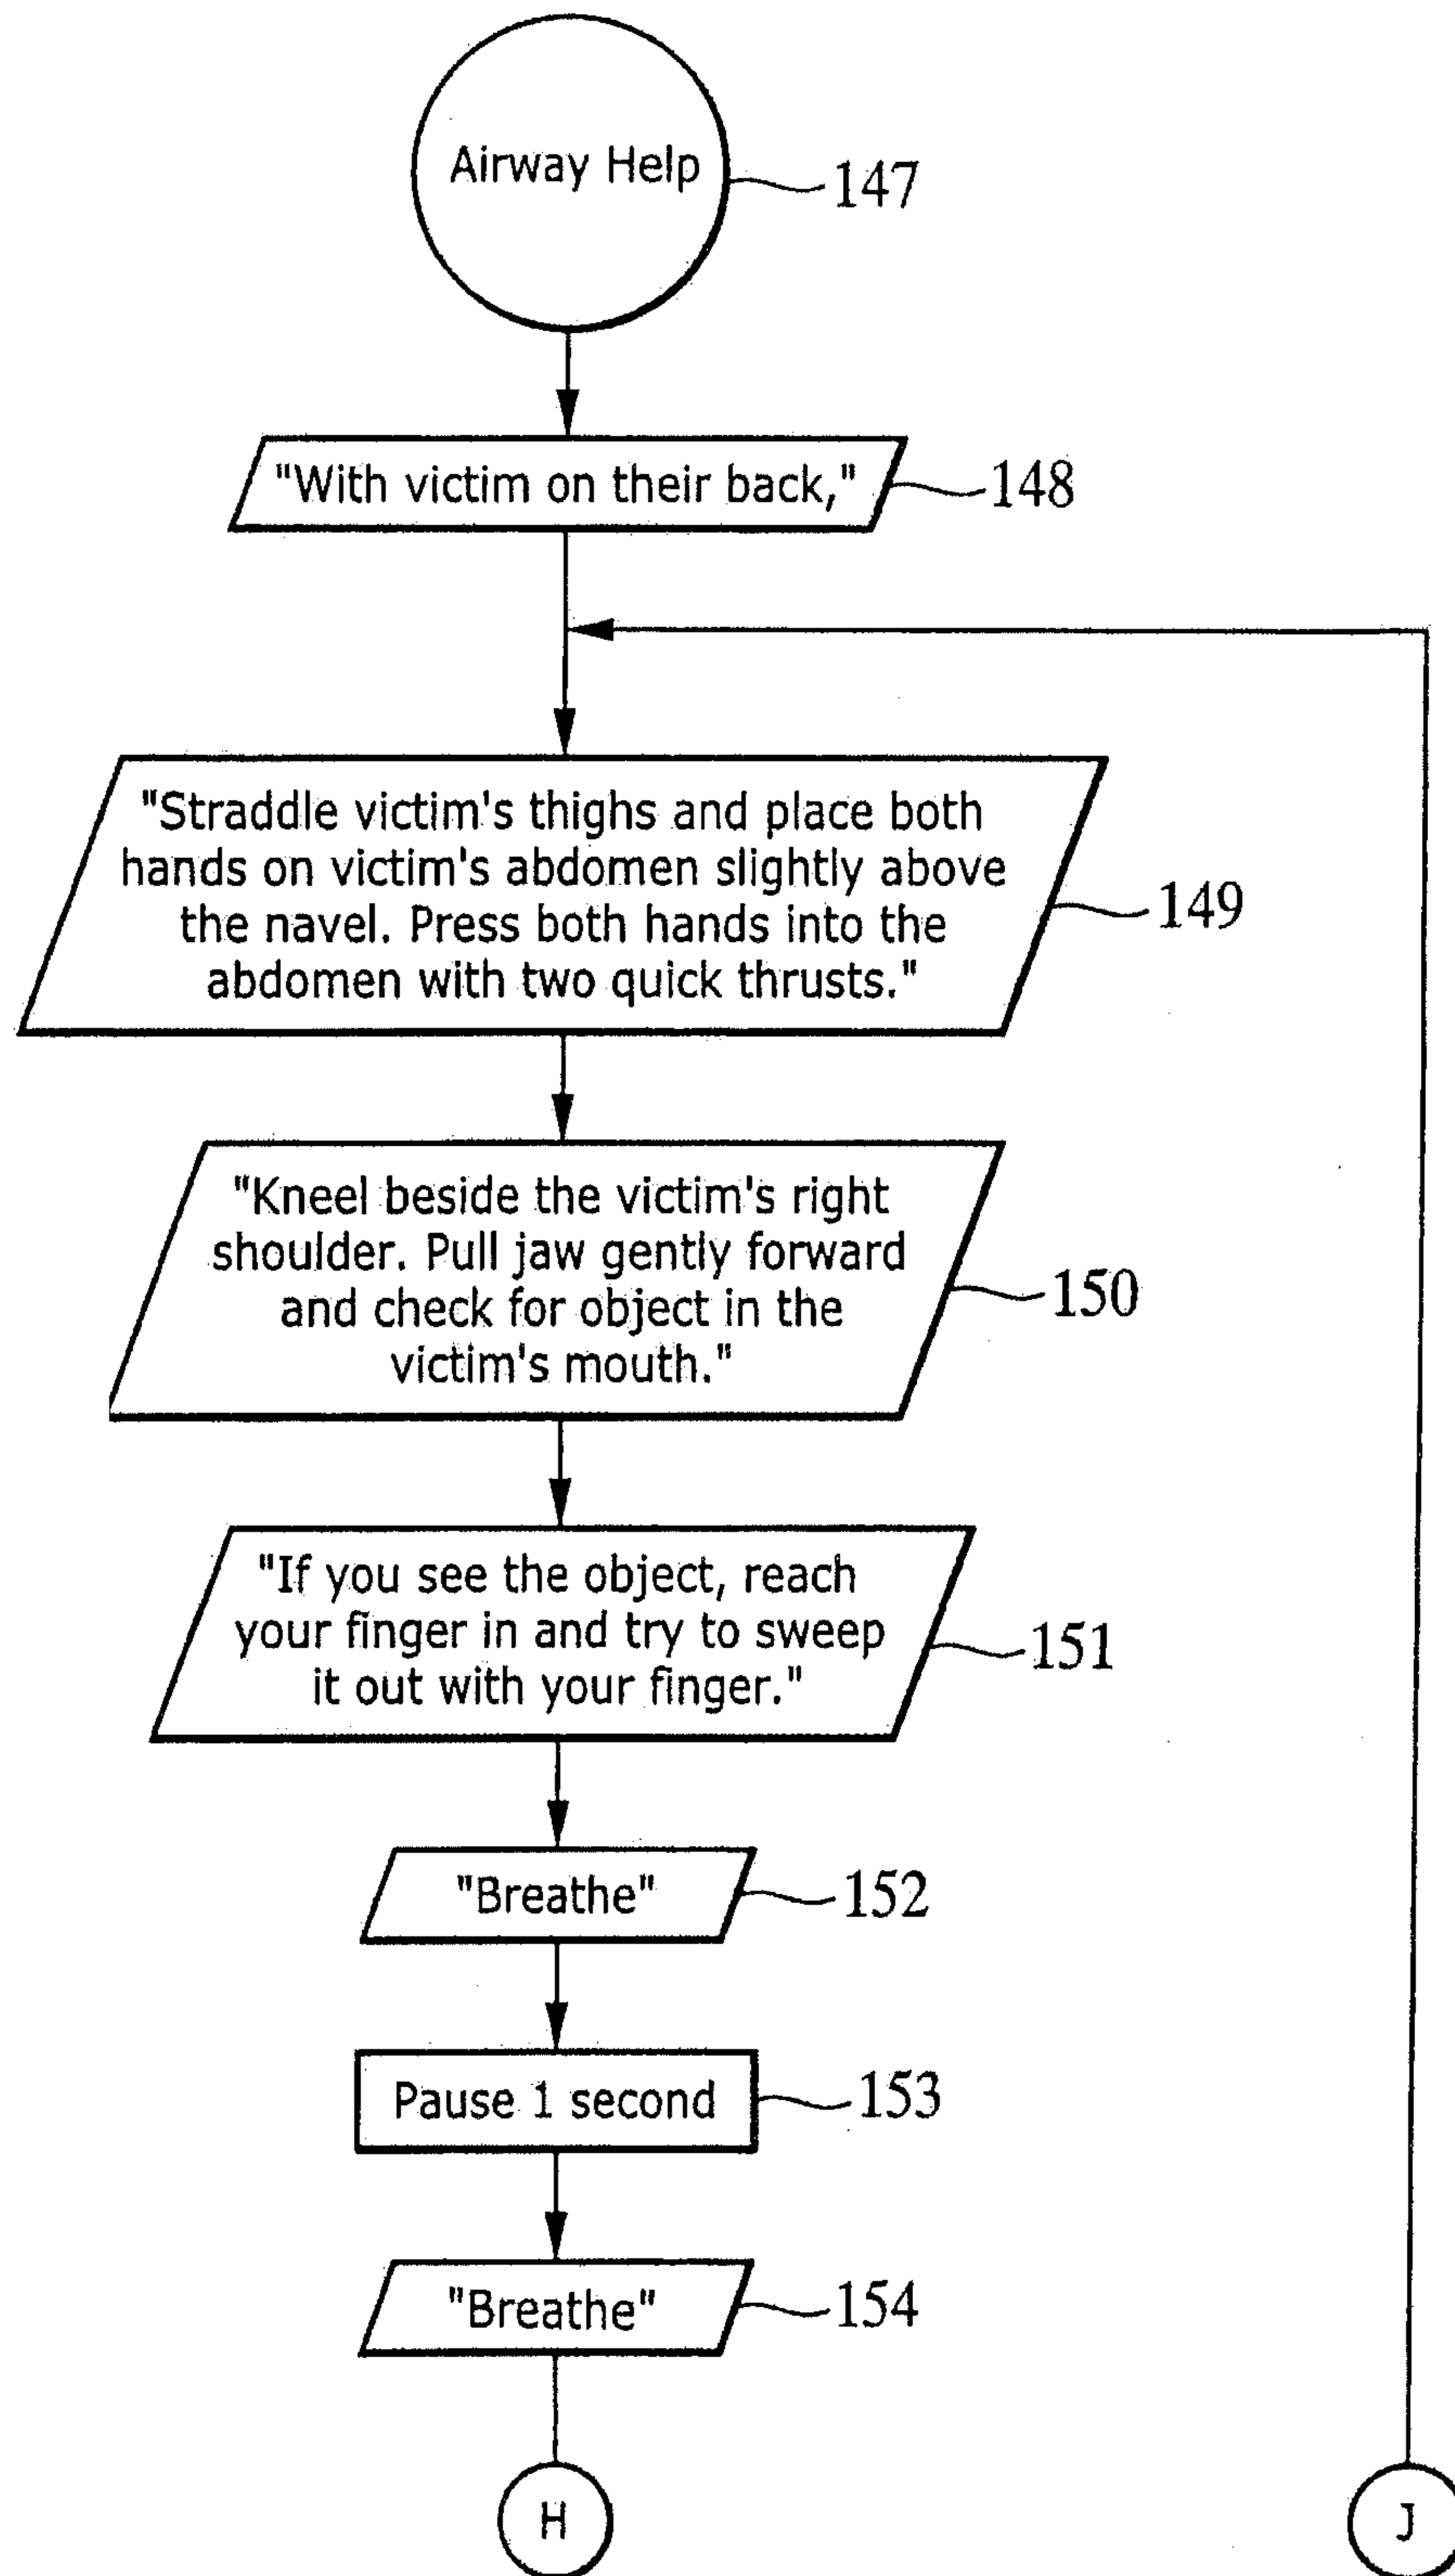 Airway Help
147
"With victim on their back,"
148
"Straddle victim's thighs and place both
hands on victim's abdomen slightly above
the navel. Press both hands into the
abdomen with two quick thrusts."
149
"Kneel beside the victim's right
shoulder. Pull jaw gently forward
and check for object in the
victim's mouth."
150
"If you see the object, reach
your finger in and try to sweep
it out with your finger."
151
"Breathe"
152
Pause 1 second
153
"Breathe"
154
H
J